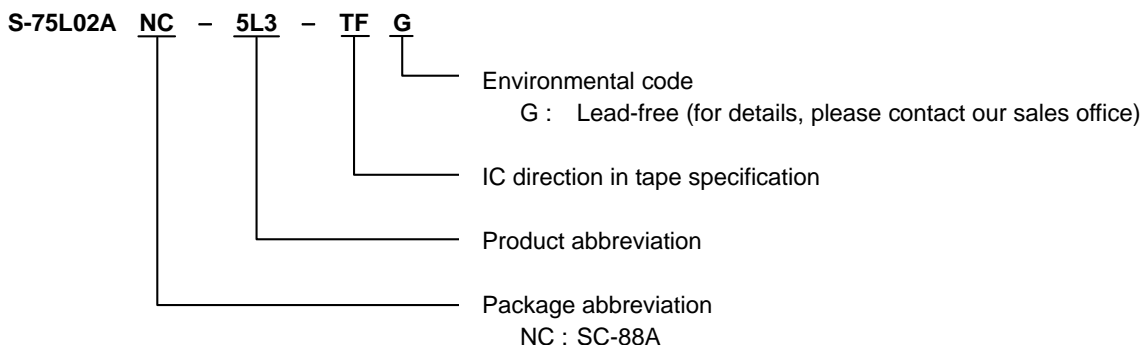 S-75L02A NC – 5L3 – TF G
Environmental code
G : Lead-free (for details, please contact our sales office)
IC direction in tape specification
Product abbreviation
Package abbreviation
NC : SC-88A